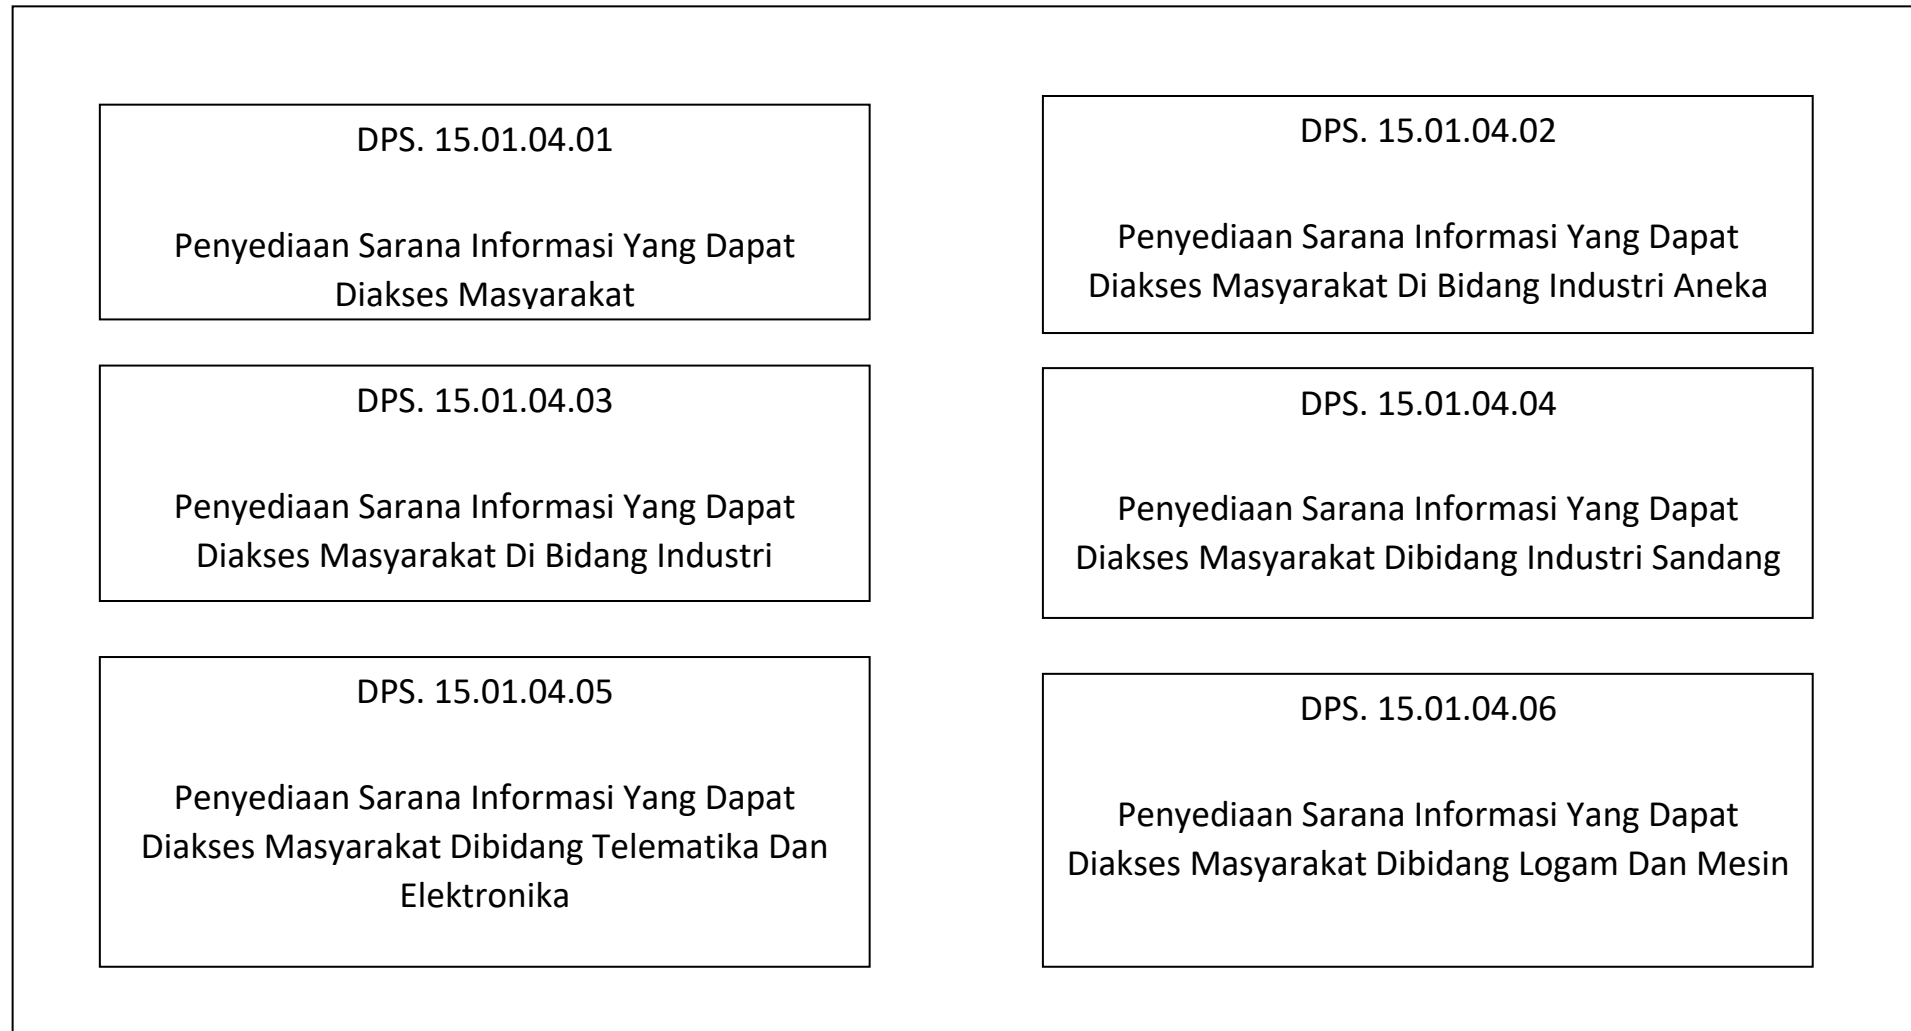 DPS. 15.01.04.01
Penyediaan Sarana Informasi Yang Dapat
Diakses Masyarakat
DPS. 15.01.04.02
Penyediaan Sarana Informasi Yang Dapat
Diakses Masyarakat Di Bidang Industri Aneka
DPS. 15.01.04.03
Penyediaan Sarana Informasi Yang Dapat
Diakses Masyarakat Di Bidang Industri
DPS. 15.01.04.04
Penyediaan Sarana Informasi Yang Dapat
Diakses Masyarakat Dibidang Industri Sandang
DPS. 15.01.04.05
Penyediaan Sarana Informasi Yang Dapat
Diakses Masyarakat Dibidang Telematika Dan
Elektronika
DPS. 15.01.04.06
Penyediaan Sarana Informasi Yang Dapat
Diakses Masyarakat Dibidang Logam Dan Mesin